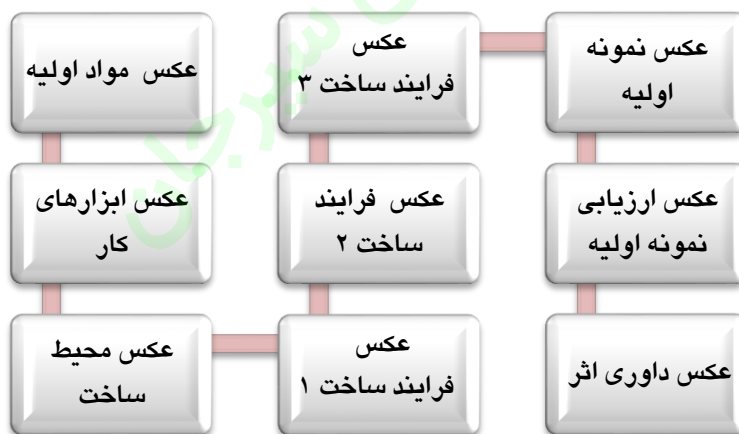 عکس مواد اولیه
عکس ابزارهای
کار
عکس محیط
ساخت
عکس
فرایند ساخت ۱
عکس فرایند
ساخت ۲
عکس
فرایند ساخت ۳
عکس نمونه
اولیه
عکس ارزیابی
نمونه اولیه
عکس داوری اثر
سیرجان